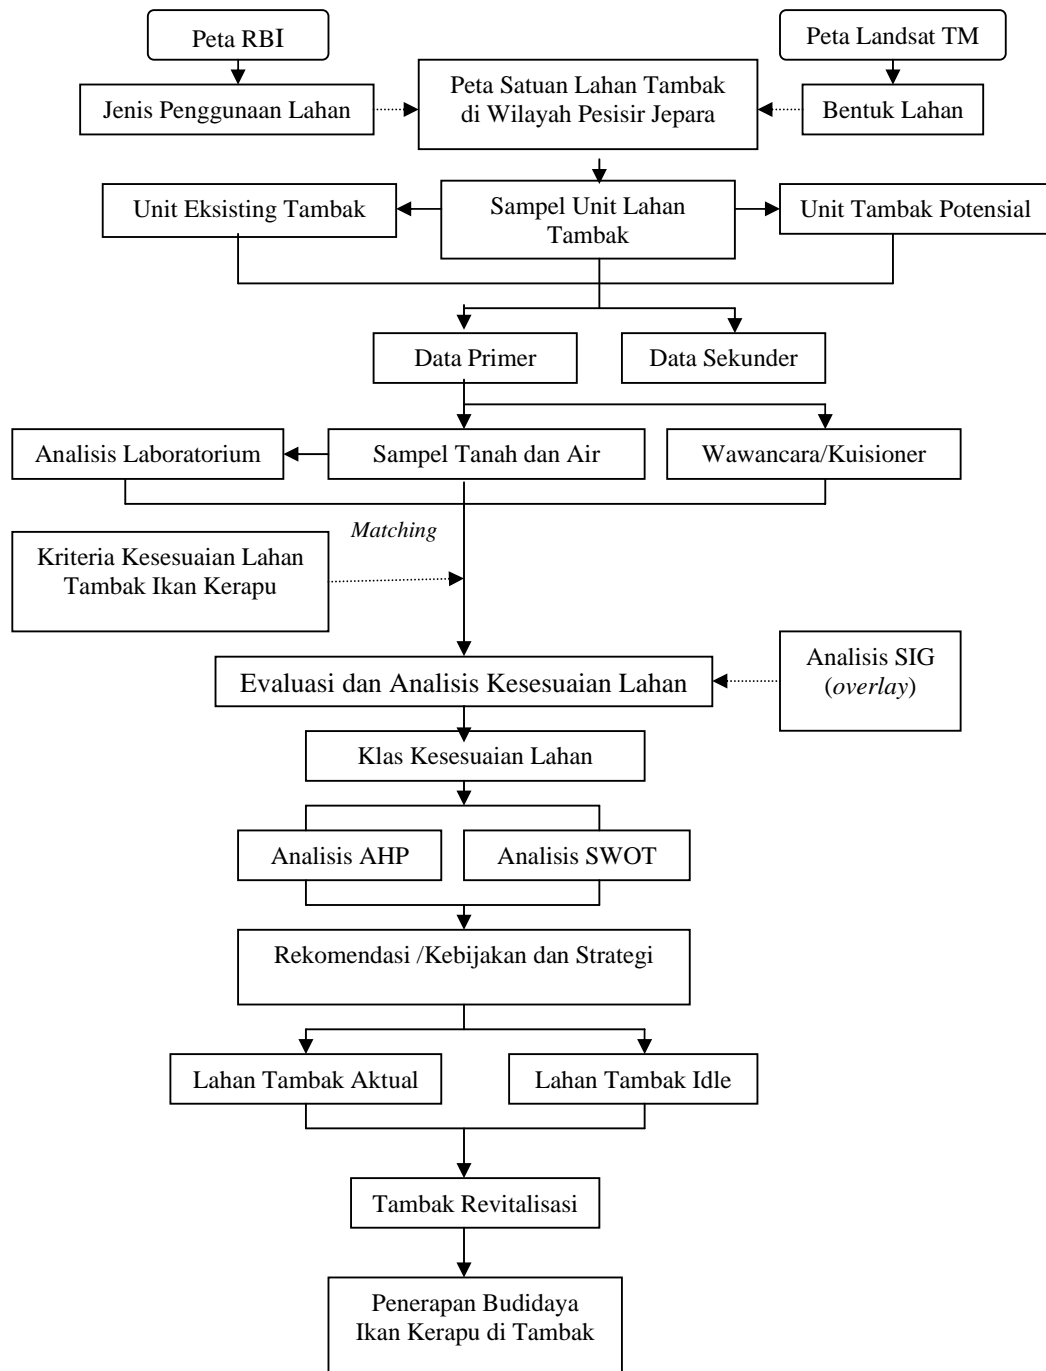 Peta RBI
Peta Landsat TM
Jenis Penggunaan Lahan
Peta Satuan Lahan Tambak
di Wilayah Pesisir Jepara
Bentuk Lahan
Unit Eksisting Tambak
Sampel Unit Lahan
Tambak
Unit Tambak Potensial
Data Primer
Data Sekunder
Analisis Laboratorium
Sampel Tanah dan Air
Wawancara/Kuisioner
Matching
Kriteria Kesesuaian Lahan
Tambak Ikan Kerapu
Evaluasi dan Analisis Kesesuaian Lahan
Analisis SIG
(overlay)
Klas Kesesuaian Lahan
Analisis AHP
Analisis SWOT
Rekomendasi /Kebijakan dan Strategi
Lahan Tambak Aktual
Lahan Tambak Idle
Tambak Revitalisasi
Penerapan Budidaya
Ikan Kerapu di Tambak